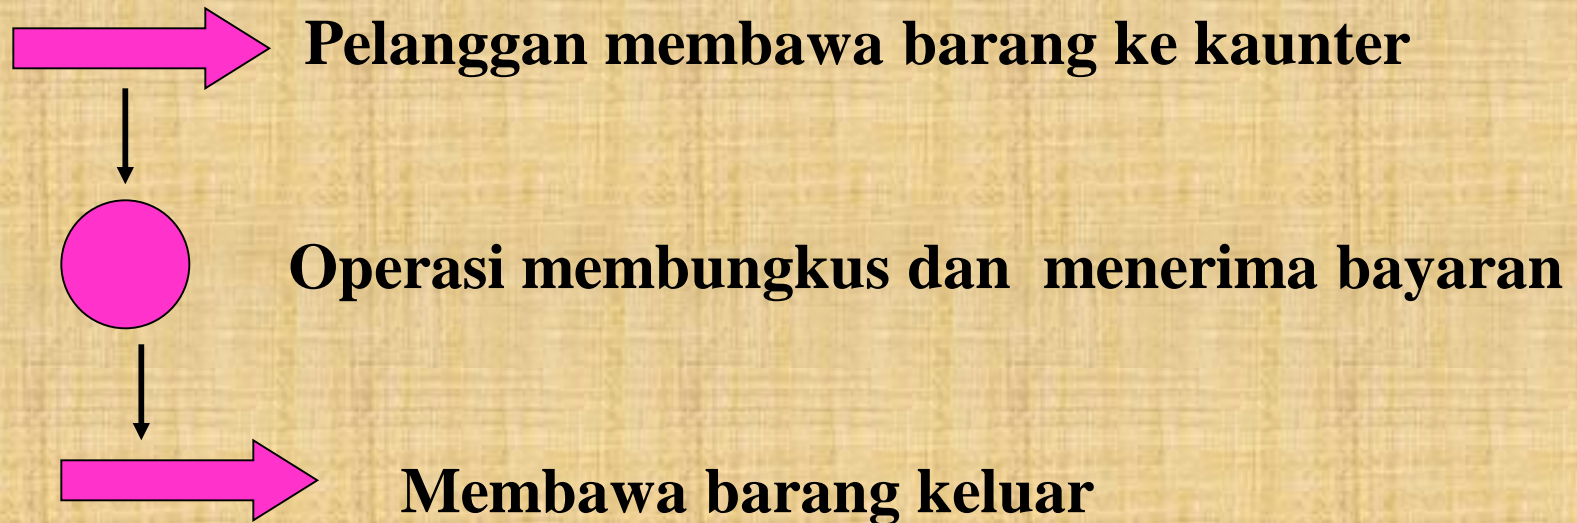 Pelanggan membawa barang ke kaunter
Operasi membungkus dan  menerima bayaran
Membawa barang keluar